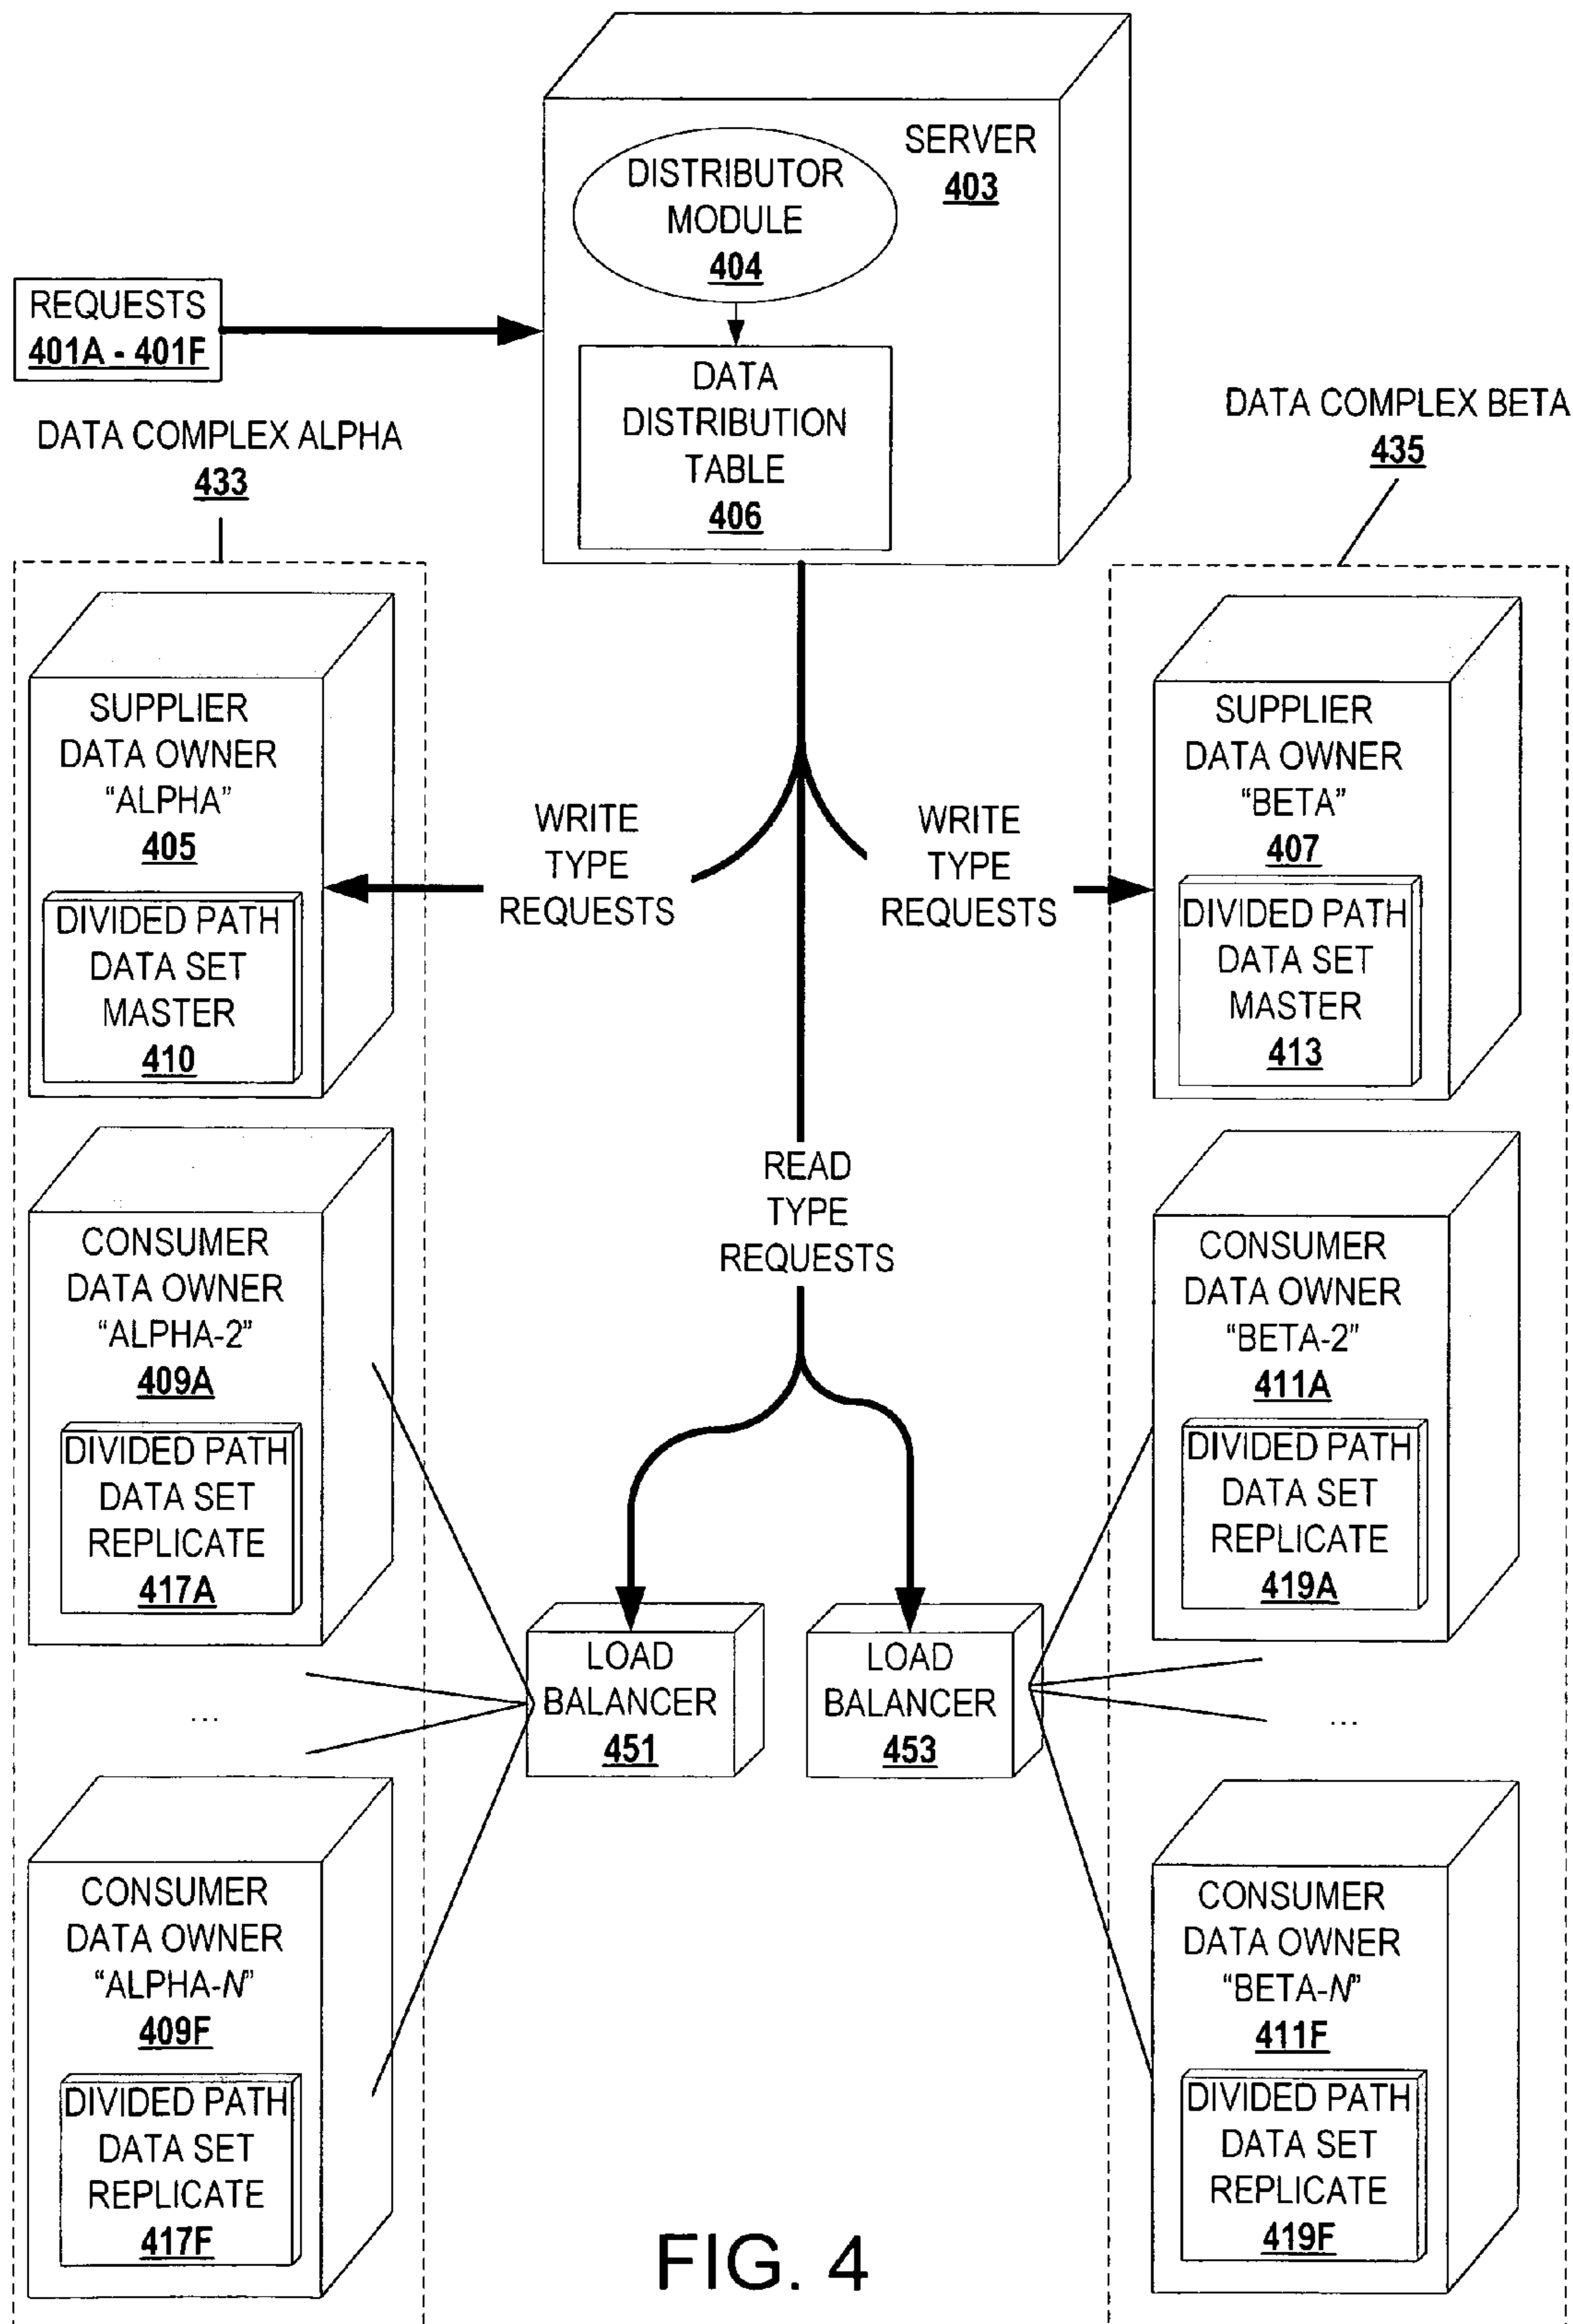 SERVER
403
DISTRIBUTOR
MODULE
404
REQUESTS
401A - 401F
DATA
DISTRIBUTION
TABLE
406
DATA COMPLEX ALPHA
433
DATA COMPLEX BETA
435
SUPPLIER
DATA OWNER
“ALPHA”
405
DIVIDED PATH
DATA SET
MASTER
410
WRITE
TYPE
REQUESTS
WRITE
TYPE
REQUESTS
SUPPLIER
DATA OWNER
“BETA”
407
DIVIDED PATH
DATA SET
MASTER
413
READ
TYPE
REQUESTS
CONSUMER
DATA OWNER
“ALPHA-2”
409A
DIVIDED PATH
DATA SET
REPLICATE
417A
CONSUMER
DATA OWNER
“BETA-2”
411A
DIVIDED PATH
DATA SET
REPLICATE
419A
LOAD
BALANCER
451
LOAD
BALANCER
453
...
...
CONSUMER
DATA OWNER
“ALPHA-N”
409F
DIVIDED PATH
DATA SET
REPLICATE
417F
CONSUMER
DATA OWNER
“BETA-N”
411F
DIVIDED PATH
DATA SET
REPLICATE
419F
FIG. 4